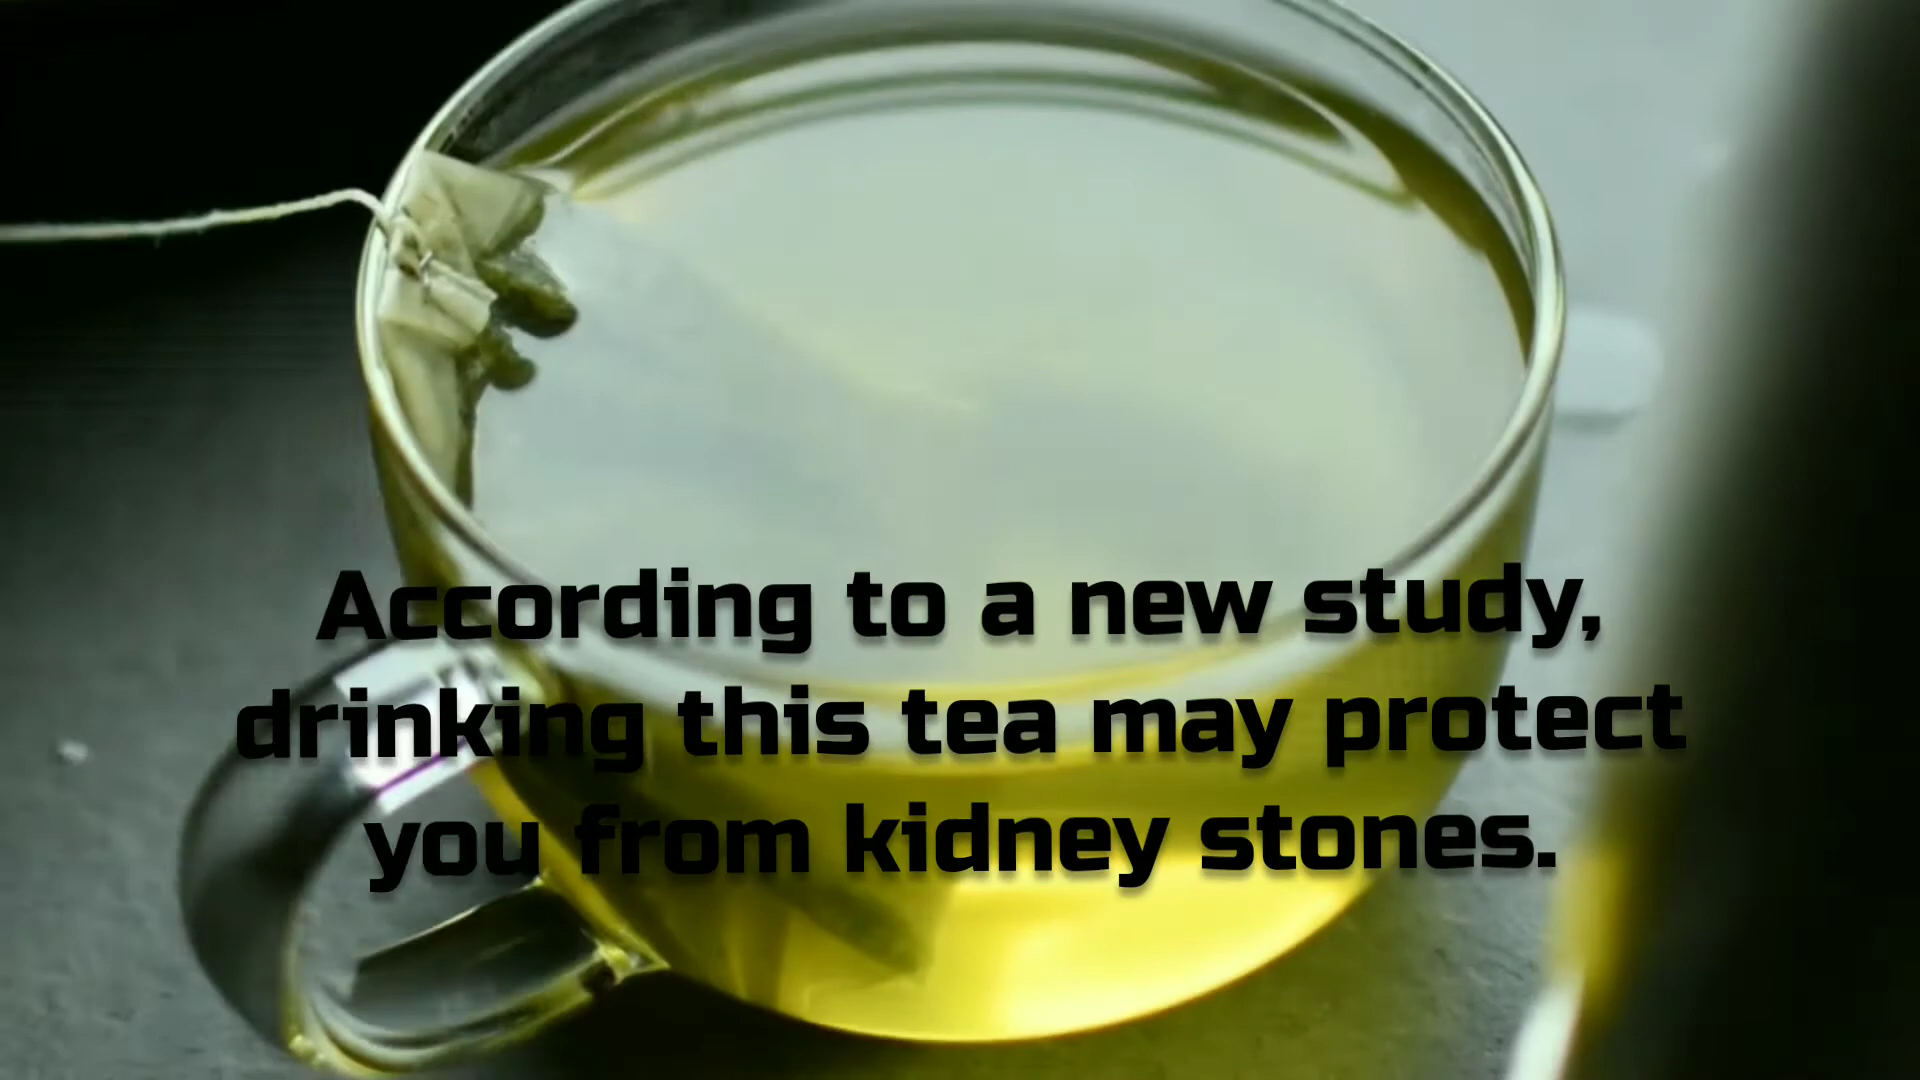 According to a new study,
drinking this tea may protect
you from kidney stones.